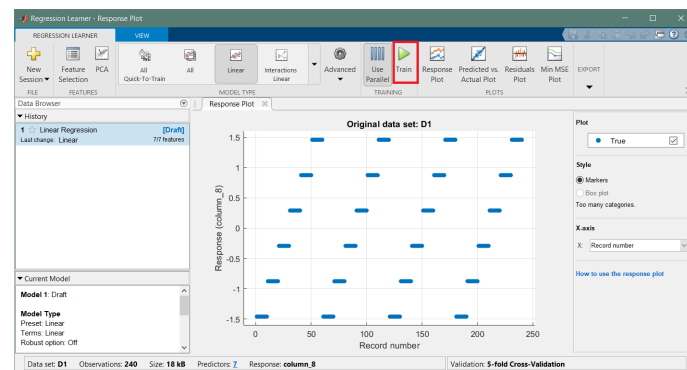 Regression Learner - Response Plot
REGRESSION LEARNER
VIEW
New Session
Feature Selection
PCA
All Quick-To-Train
All
Linear
Interactions Linear
Advanced
Use Parallel
Train
Response Plot
Predicted vs. Actual Plot
Residuals Plot
Min MSE Plot
EXPORT
FILE
FEATURES
MODEL TYPE
TRAINING
PLOTS
Data Browser
Response Plot
History
1 Linear Regression [Draft]
Last change: Linear 7/7 features
Current Model
Model 1: Draft
Model Type
Preset: Linear
Terms: Linear
Robust option: Off
Original data set: D1
Response (column_8)
1.5
1
0.5
0
-0.5
-1
-1.5
0 50 100 150 200 250
Record number
Plot
True
Style
Markers
Box plot
Too many categories.
X-axis
X: Record number
How to use the response plot
Data set: D1 Observations: 240 Size: 18 kB Predictors: 7 Response: column_8 Validation: 5-fold Cross-Validation